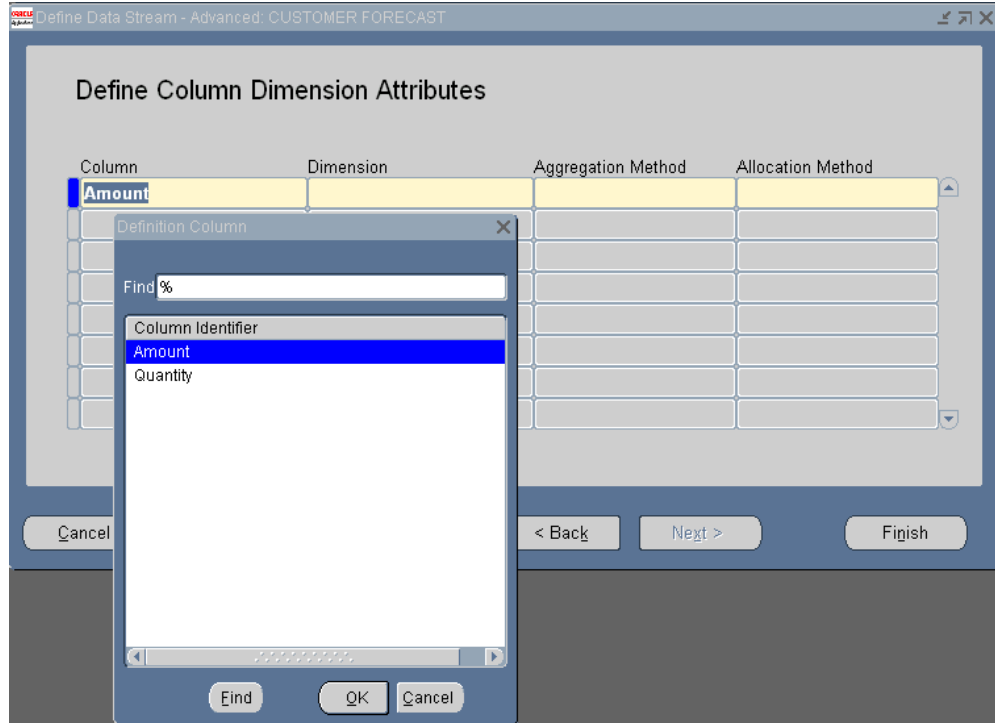 ORACLE
Define Data Stream - Advanced: CUSTOMER FORECAST
Define Column Dimension Attributes
Column Dimension Aggregation Method Allocation Method
Amount
Definition Column
Find %
Column Identifier
Amount
Quantity
Cancel < Back Next > Finish
Find OK Cancel